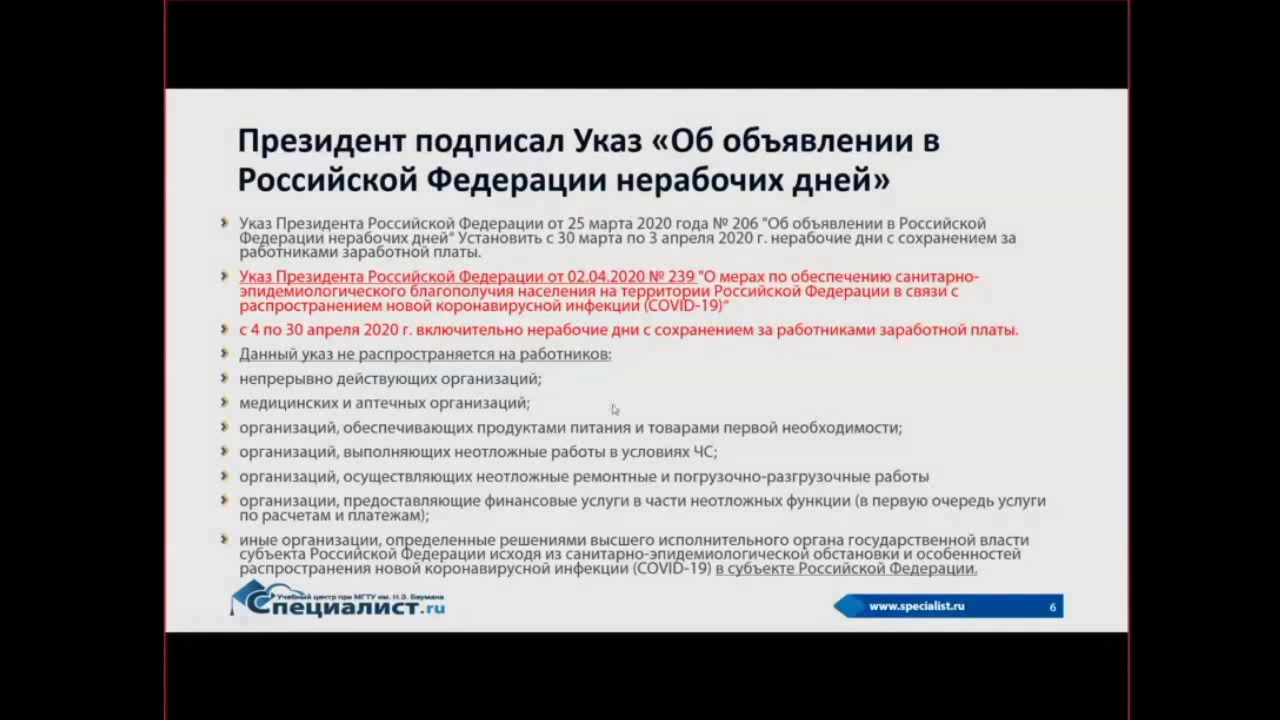 Президент подписал Указ «Об объявлении в
Российской Федерации нерабочих дней»
Указ Президента Российской Федерации от 25 марта 2020 года № 206 "Об объявлении в Российской
Федерации нерабочих дней" Установить с 30 марта по 3 апреля 2020 г. нерабочие дни с сохранением за
работниками заработной платы.
Указ Президента Российской Федерации от 02.04.2020 № 239 "О мерах по обеспечению санитарно-
эпидемиологического благополучия населения на территории Российской Федерации в связи с
распространением новой коронавирусной инфекции (COVID-19)"
с 4 по 30 апреля 2020 г. включительно нерабочие дни с сохранением за работниками заработной платы.
Данный указ не распространяется на работников:
непрерывно действующих организаций;
медицинских и аптечных организаций;
организаций, обеспечивающих продуктами питания и товарами первой необходимости;
организаций, выполняющих неотложные работы в условиях ЧС;
организаций, осуществляющих неотложные ремонтные и погрузочно-разгрузочные работы
организации, предоставляющие финансовые услуги в части неотложных функции (в первую очередь услуги
по расчетам и платежам);
иные организации, определенные решениями высшего исполнительного органа государственной власти
субъекта Российской Федерации исходя из санитарно-эпидемиологической обстановки и особенностей
распространения новой коронавирусной инфекции (COVID-19) в субъекте Российской Федерации.
Учебный центр при МГТУ им. Н.Э. Баумана
Специалист.ru
www.specialist.ru 6